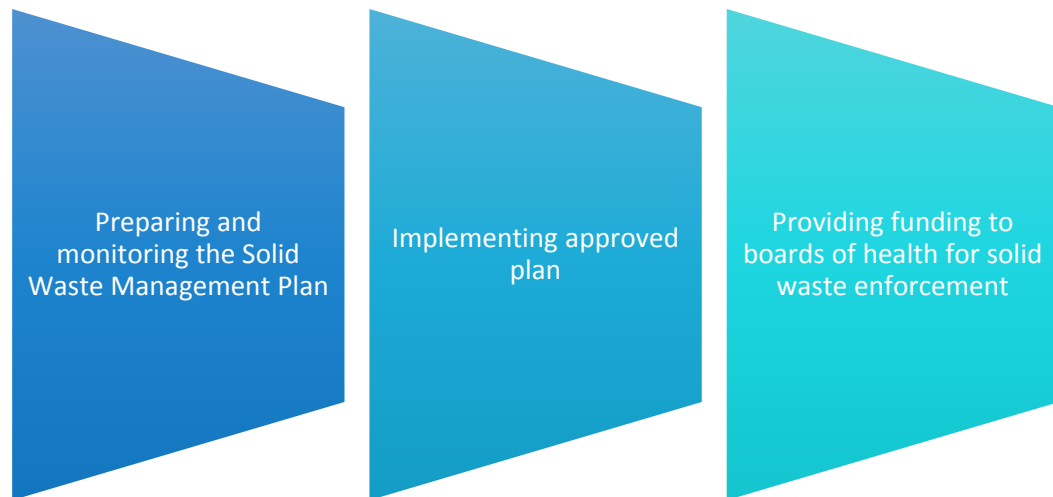 Preparing and
monitoring the Solid
Waste Management Plan
Implementing approved
plan
Providing funding to
boards of health for solid
waste enforcement